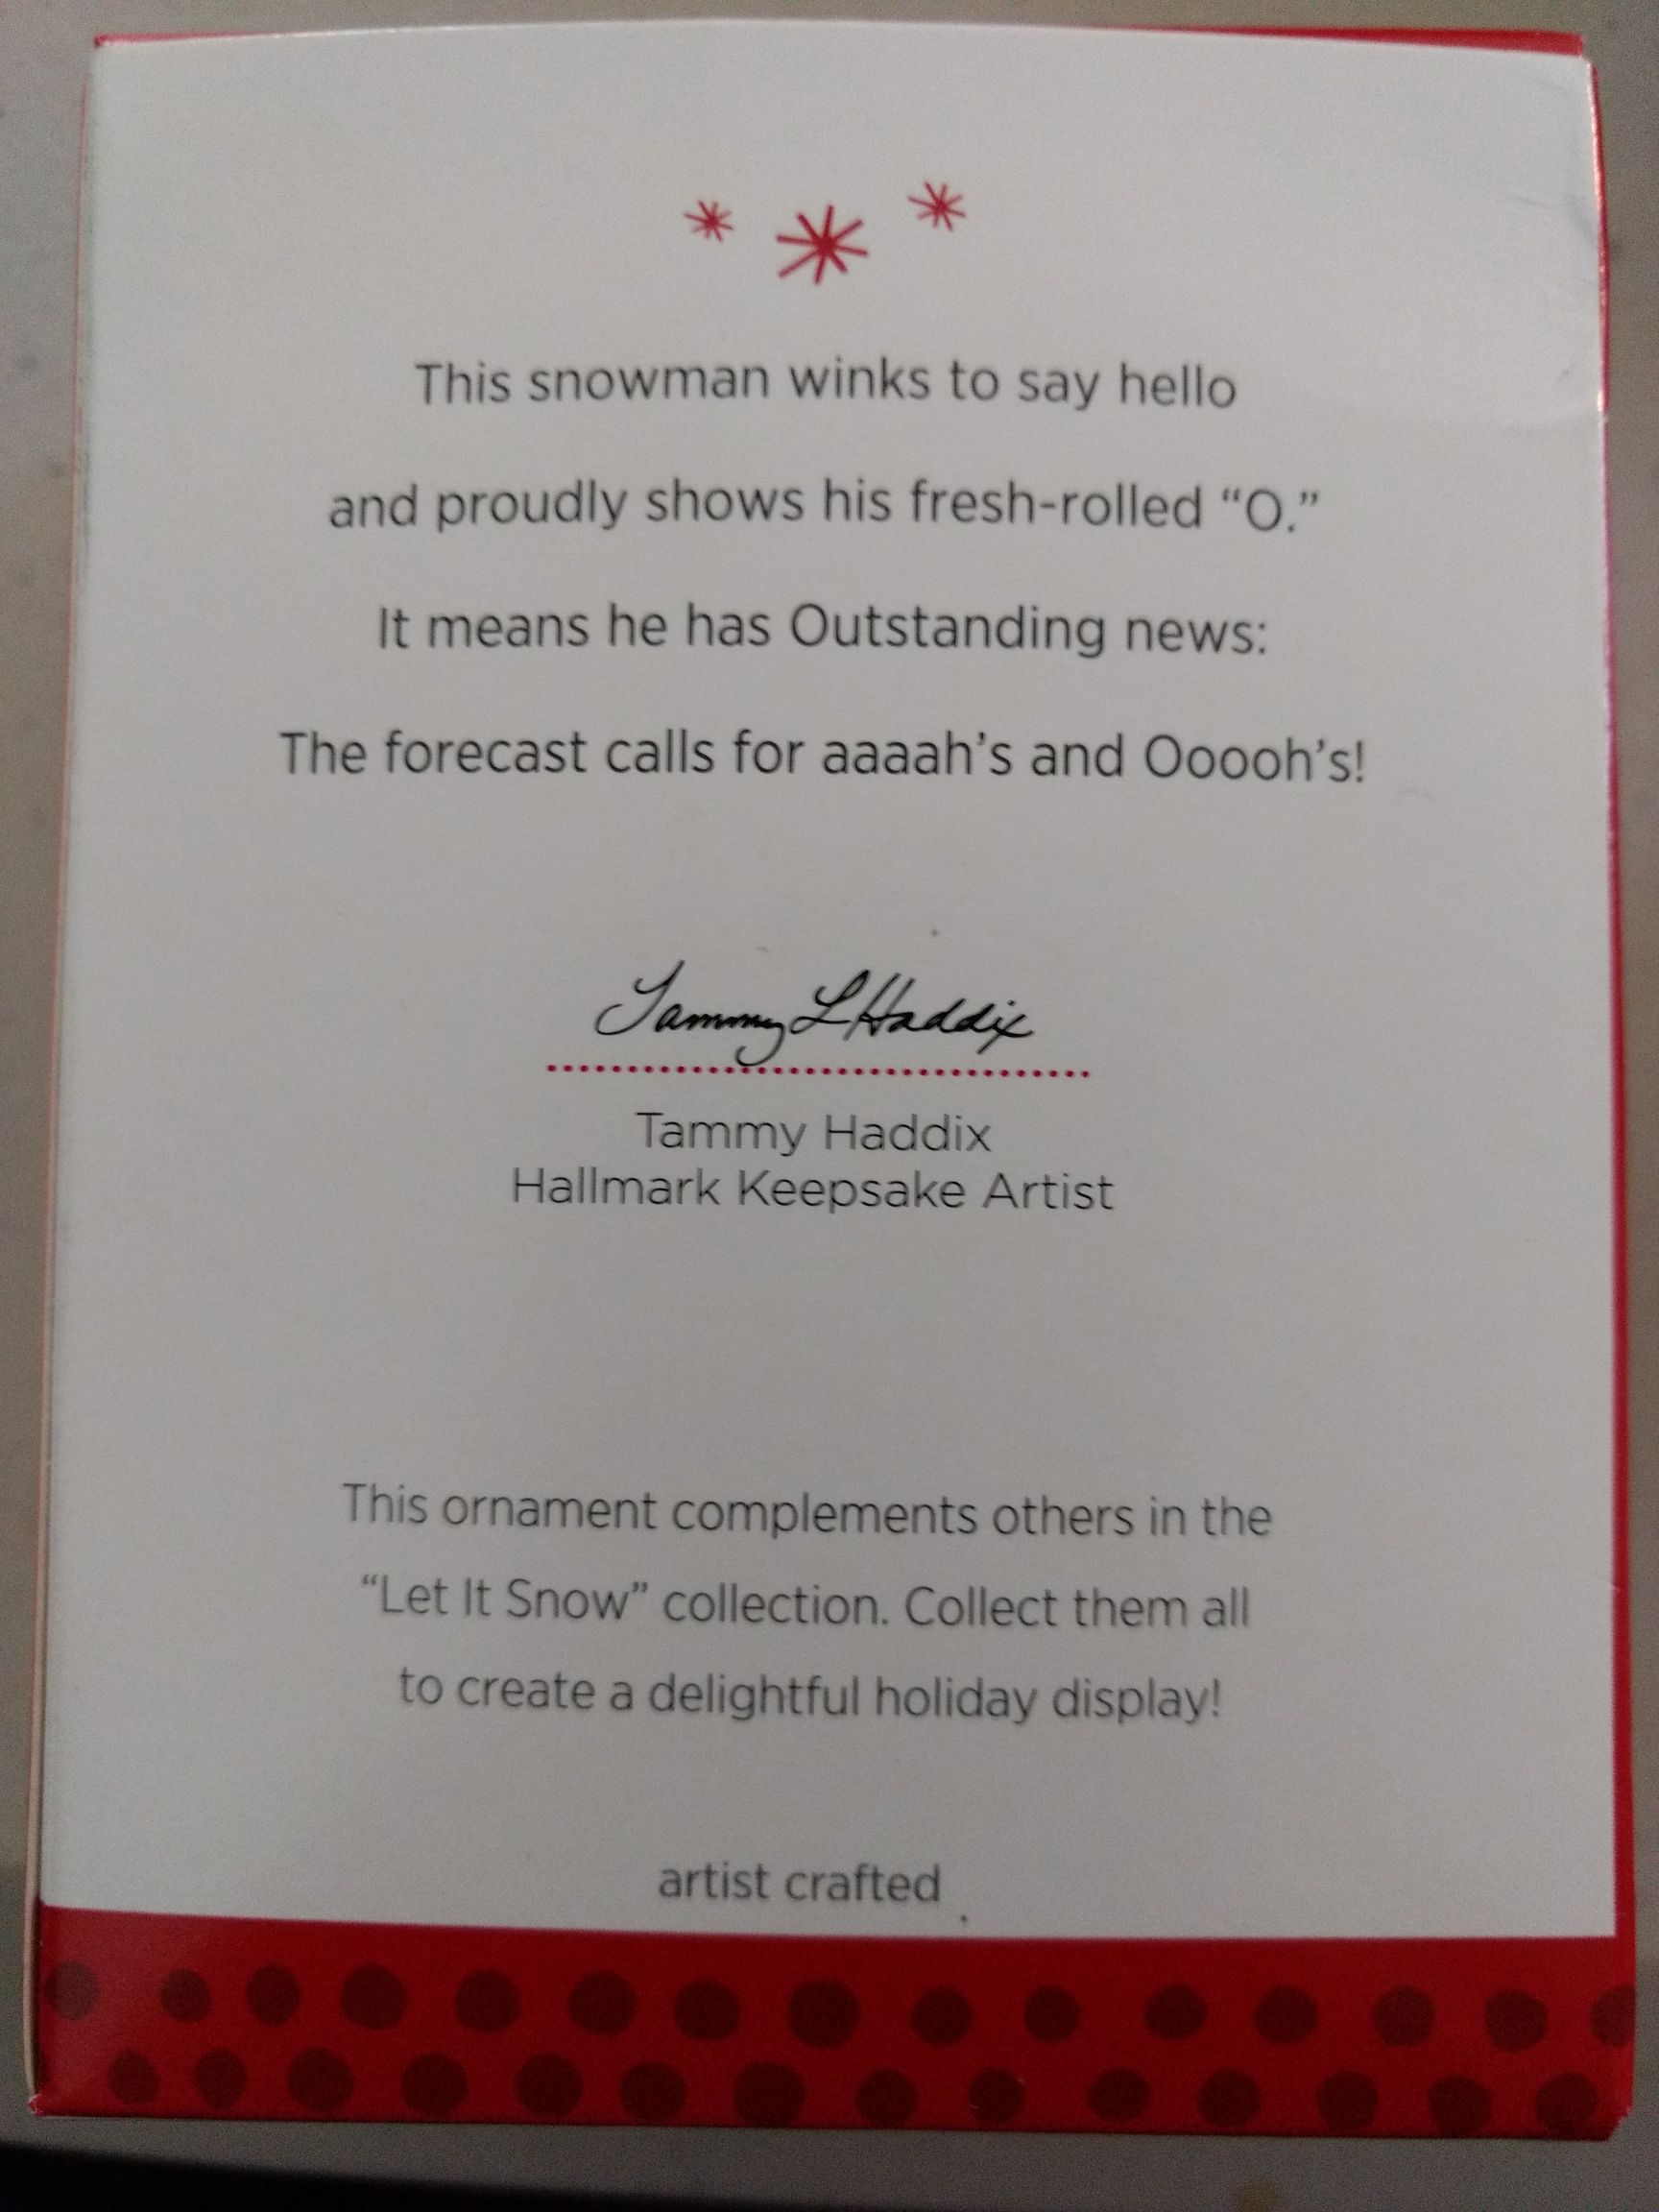 This snowman winks to say hello
and proudly shows his fresh-rolled “O.”
It means he has Outstanding news:
The forecast calls for aaaah’s and Ooooh’s!
Tammy L Haddix
Tammy Haddix
Hallmark Keepsake Artist
This ornament complements others in the
“Let It Snow” collection. Collect them all
to create a delightful holiday display!
artist crafted